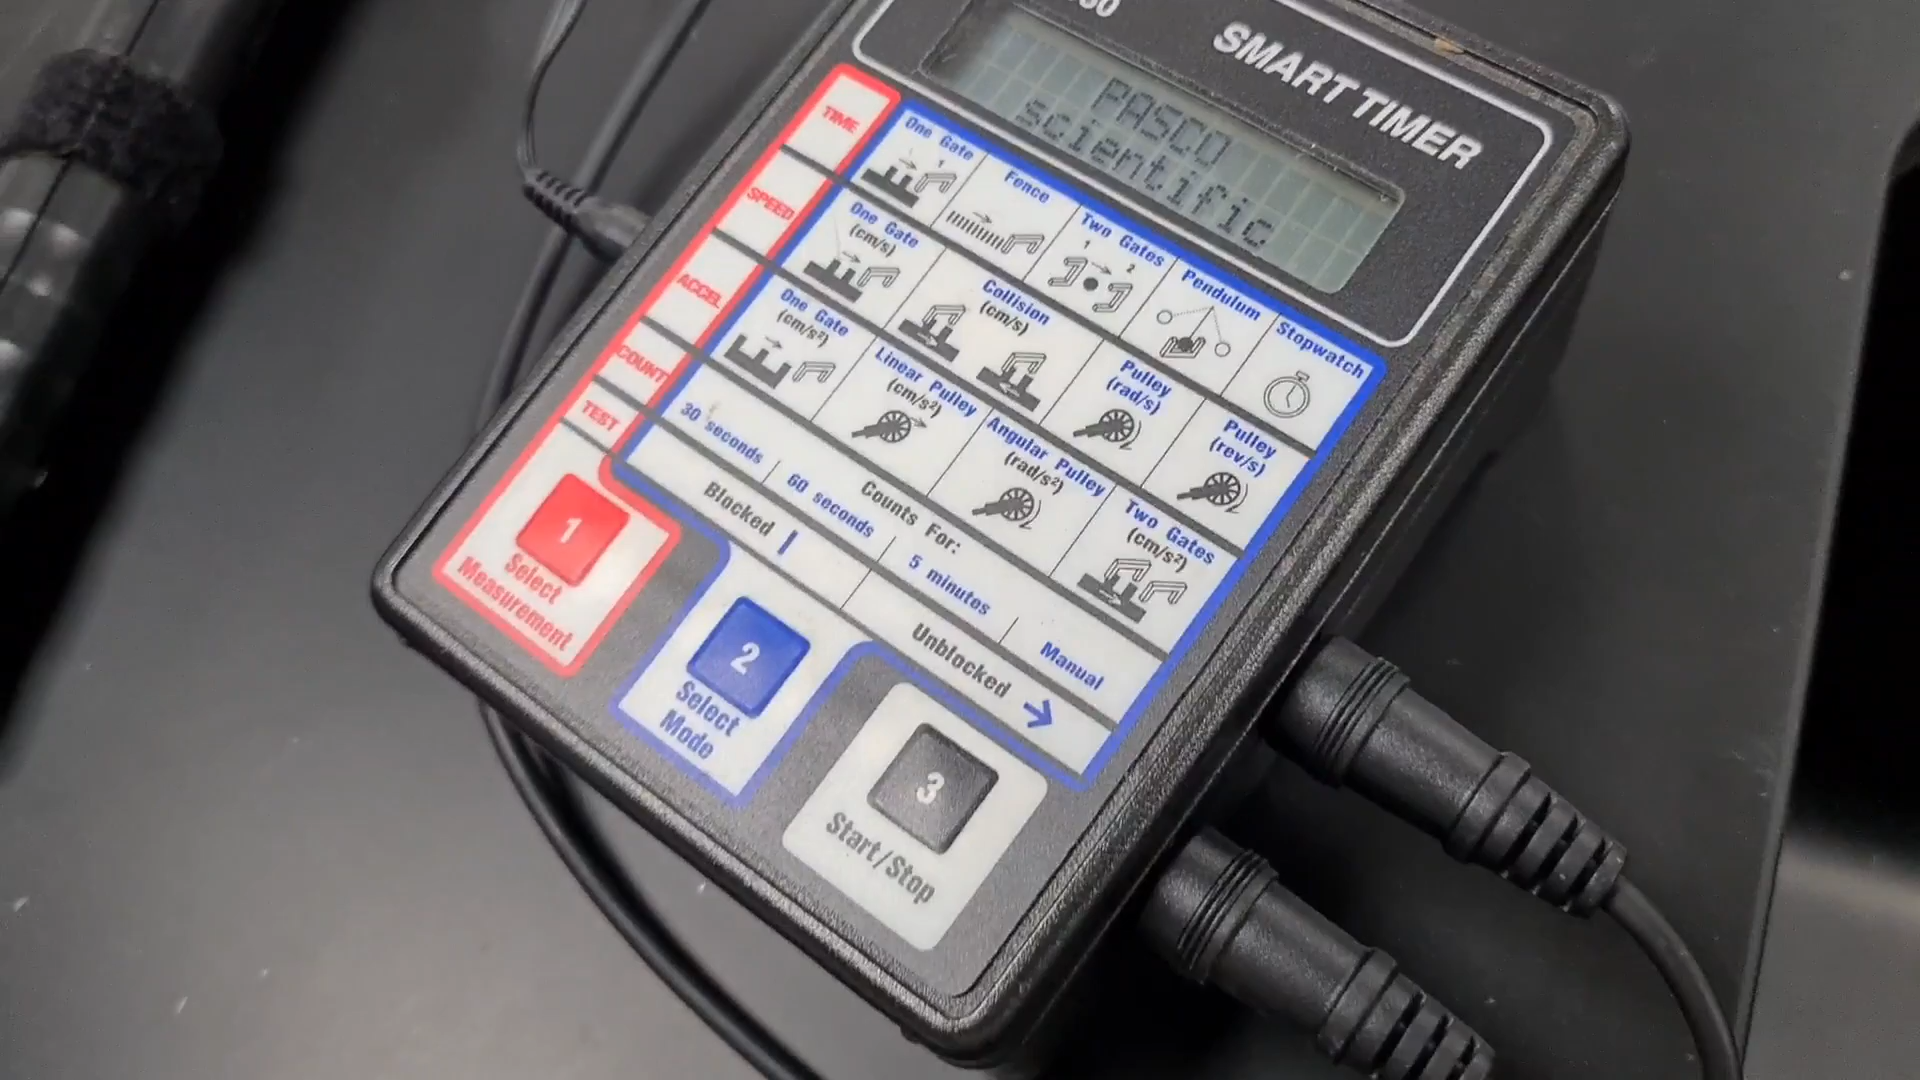 SMART TIMER
PASCO
scientific
TIME
One Gate
Fence
Two Gates
Pendulum
Stopwatch
SPEED
One Gate
(cm/s)
Collision
(cm/s)
Pulley
(rad/s)
Pulley
(rev/s)
ACCEL
One Gate
(cm/s²)
Linear Pulley
(cm/s²)
Angular Pulley
(rad/s²)
Two Gates
(cm/s²)
COUNT
30 seconds
60 seconds
Counts For:
5 minutes
Manual
TEST
Blocked
Unblocked
1
Select
Measurement
2
Select
Mode
3
Start/Stop